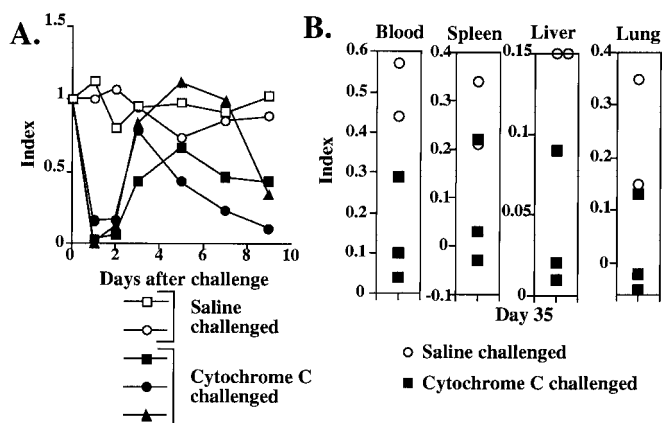 A.
1.5
1
0.5
0
Index
0 2 4 6 8 10
Days after challenge
Saline
challenged
Cytochrome C
challenged
B.
Blood Spleen Liver Lung
Index
0.6
0.5
0.4
0.3
0.2
0.1
0
0.4
0.3
0.2
0.1
0
-0.1
0.15
0.1
0.05
0
0.4
0.3
0.2
0.1
0
Day 35
Saline challenged
Cytochrome C challenged